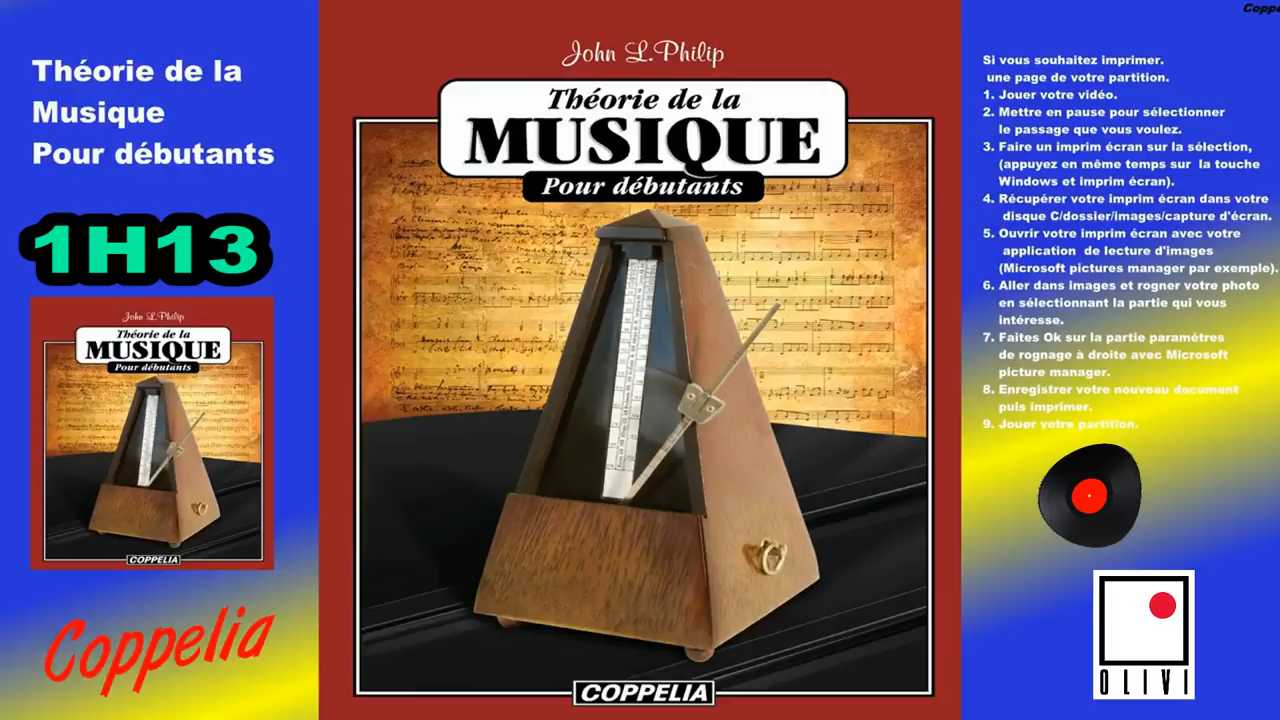 Théorie de la
Musique
Pour débutants
1H13
John L. Philip
Théorie de la
MUSIQUE
Pour débutants
COPPELIA
Coppelia
John L. Philip
Théorie de la
MUSIQUE
Pour débutants
COPPELIA
Si vous souhaitez imprimer.
une page de votre partition.
1. Jouer votre vidéo.
2. Mettre en pause pour sélectionner
le passage que vous voulez.
3. Faire un imprim écran sur la sélection,
(appuyez en même temps sur la touche
Windows et imprim écran).
4. Récupérer votre imprim écran dans votre
disque C/dossier/images/capture d'écran.
5. Ouvrir votre imprim écran avec votre
application de lecture d'images
(Microsoft pictures manager par exemple).
6. Aller dans images et rogner votre photo
en sélectionnant la partie qui vous
intéresse.
7. Faites Ok sur la partie paramétres
de rognage à droite avec Microsoft
picture manager.
8. Enregistrer votre nouveau document
puis imprimer.
9. Jouer votre partition.
OLIVI